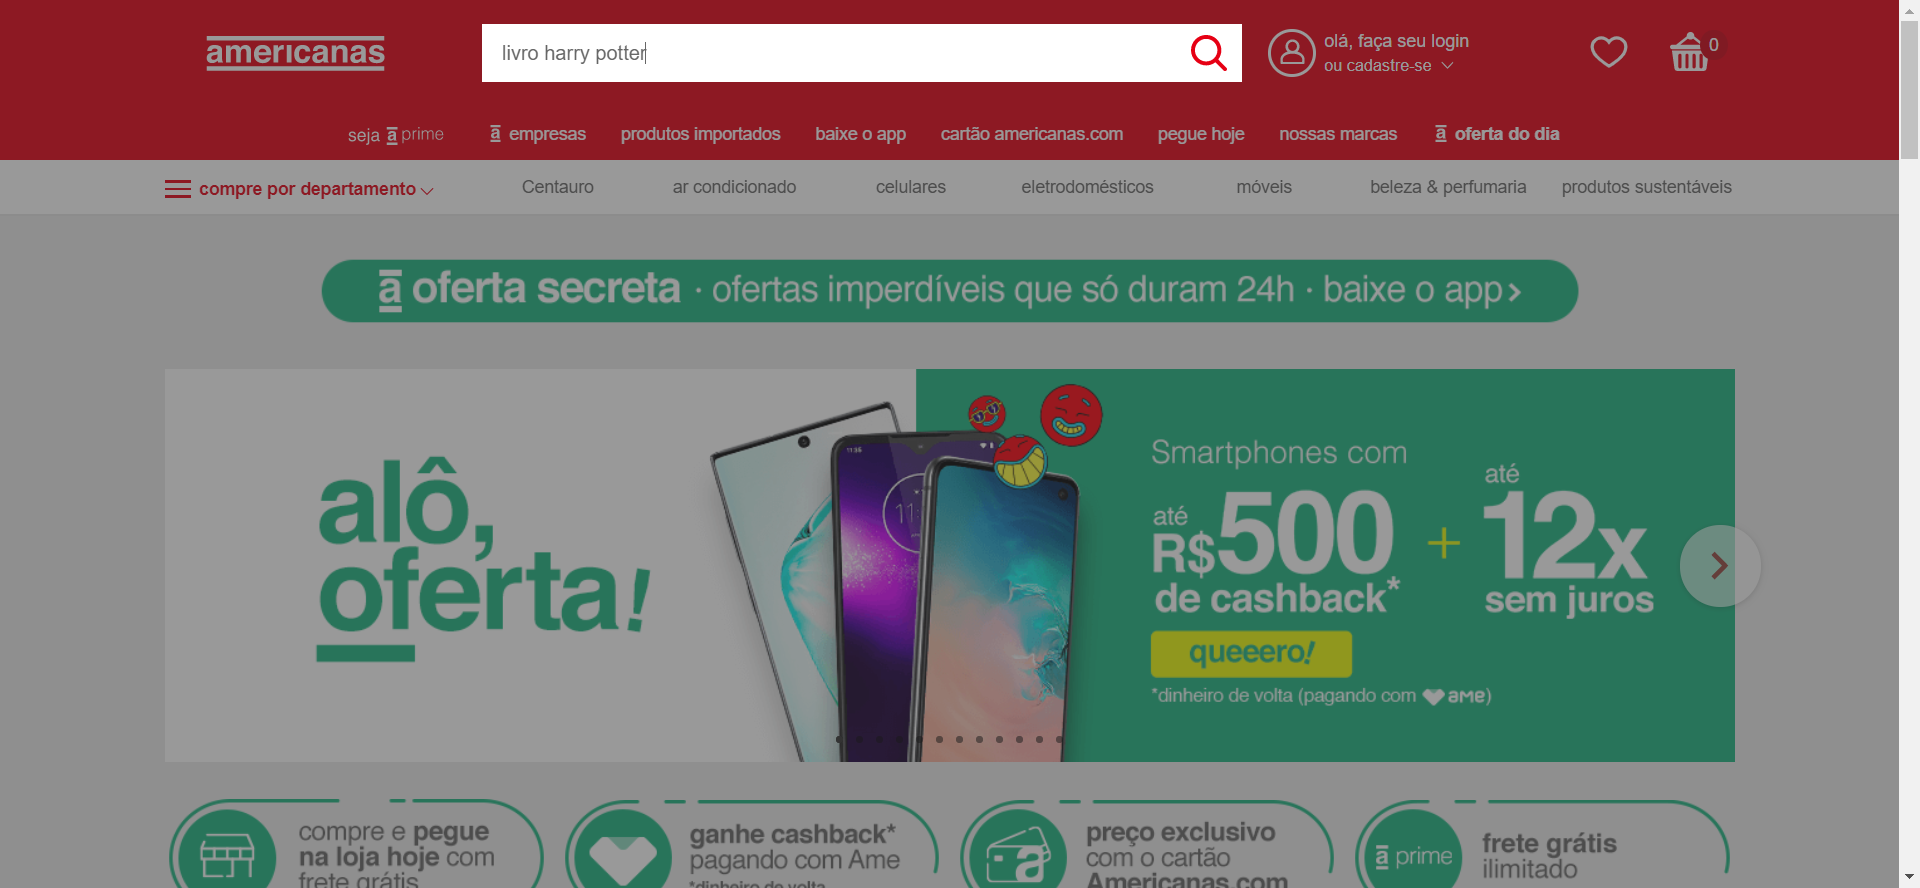 americanas
livro harry potter
olá, faça seu login
ou cadastre-se
0
seja a prime
a empresas
produtos importados
baixe o app
cartão americanas.com
pegue hoje
nossas marcas
a oferta do dia
compre por departamento
Centauro
ar condicionado
celulares
eletrodomésticos
móveis
beleza & perfumaria
produtos sustentáveis
a oferta secreta · ofertas imperdíveis que só duram 24h · baixe o app
alô,
oferta!
11:35
11
Smartphones com
até
R$500
de cashback*
+
até
12x
sem juros
queeero!
*dinheiro de volta (pagando com ame)
compre e pegue
na loja hoje com
frete grátis
ganhe cashback*
pagando com Ame
*dinheiro de volta
a
preço exclusivo
com o cartão
Americanas.com
a prime
frete grátis
ilimitado